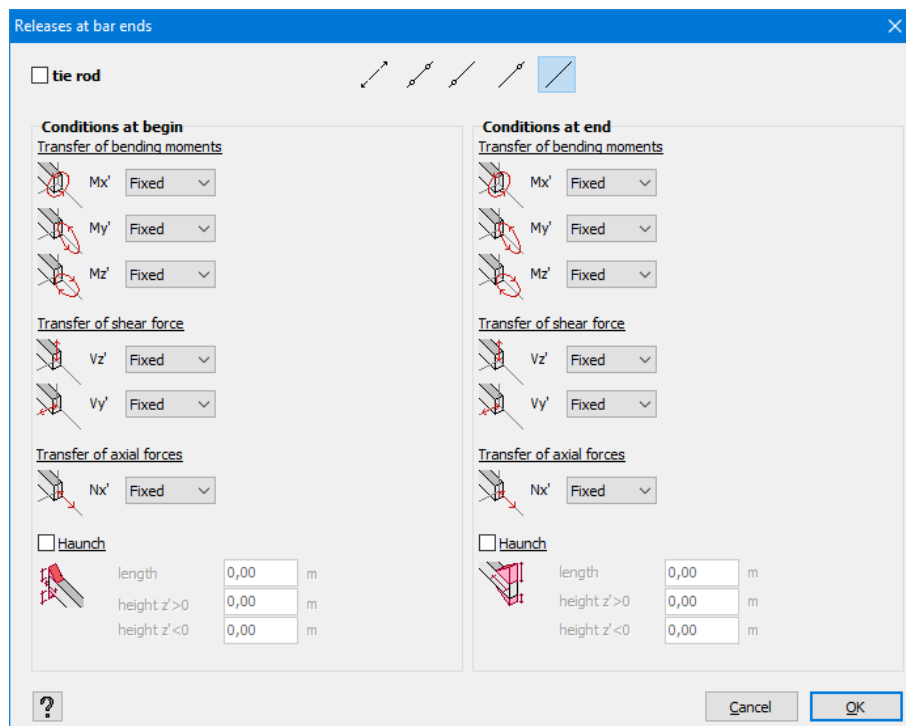 Releases at bar ends
tie rod
Conditions at begin
Transfer of bending moments
Mx' Fixed
My' Fixed
Mz' Fixed
Transfer of shear force
Vz' Fixed
Vy' Fixed
Transfer of axial forces
Nx' Fixed
Haunch
length 0,00 m
height z'>0 0,00 m
height z'<0 0,00 m
Conditions at end
Transfer of bending moments
Mx' Fixed
My' Fixed
Mz' Fixed
Transfer of shear force
Vz' Fixed
Vy' Fixed
Transfer of axial forces
Nx' Fixed
Haunch
length 0,00 m
height z'>0 0,00 m
height z'<0 0,00 m
? Cancel OK